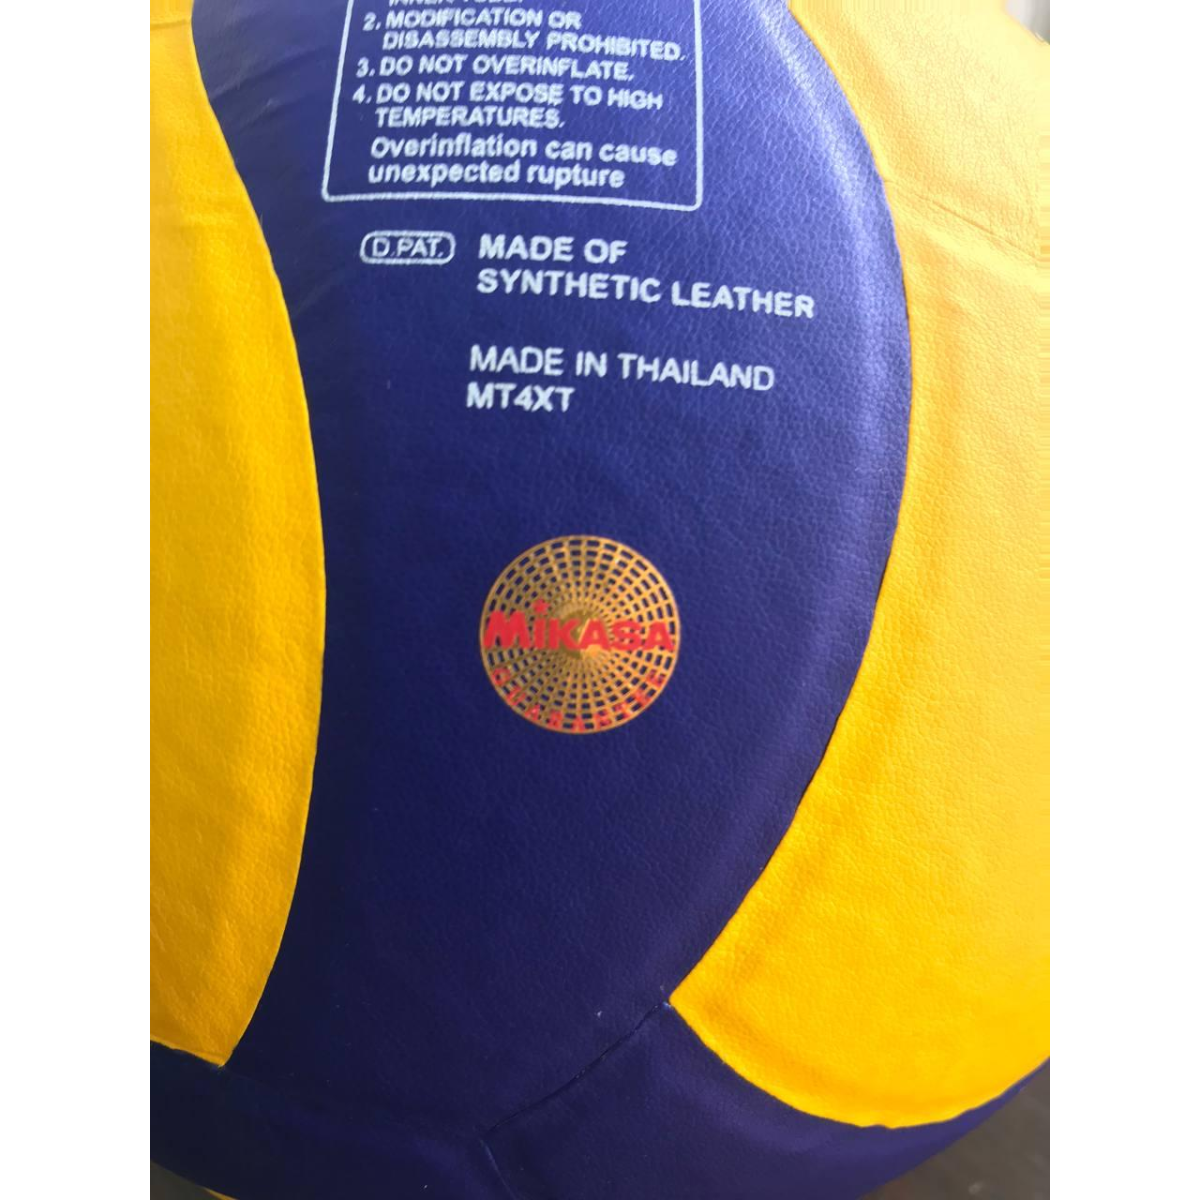 2. MODIFICATION OR
DISASSEMBLY PROHIBITED.
3. DO NOT OVERINFLATE.
4. DO NOT EXPOSE TO HIGH
TEMPERATURES.
Overinflation can cause
unexpected rupture
D.PAT. MADE OF
SYNTHETIC LEATHER
MADE IN THAILAND
MT4XT
MIKASA
GUARANTEE